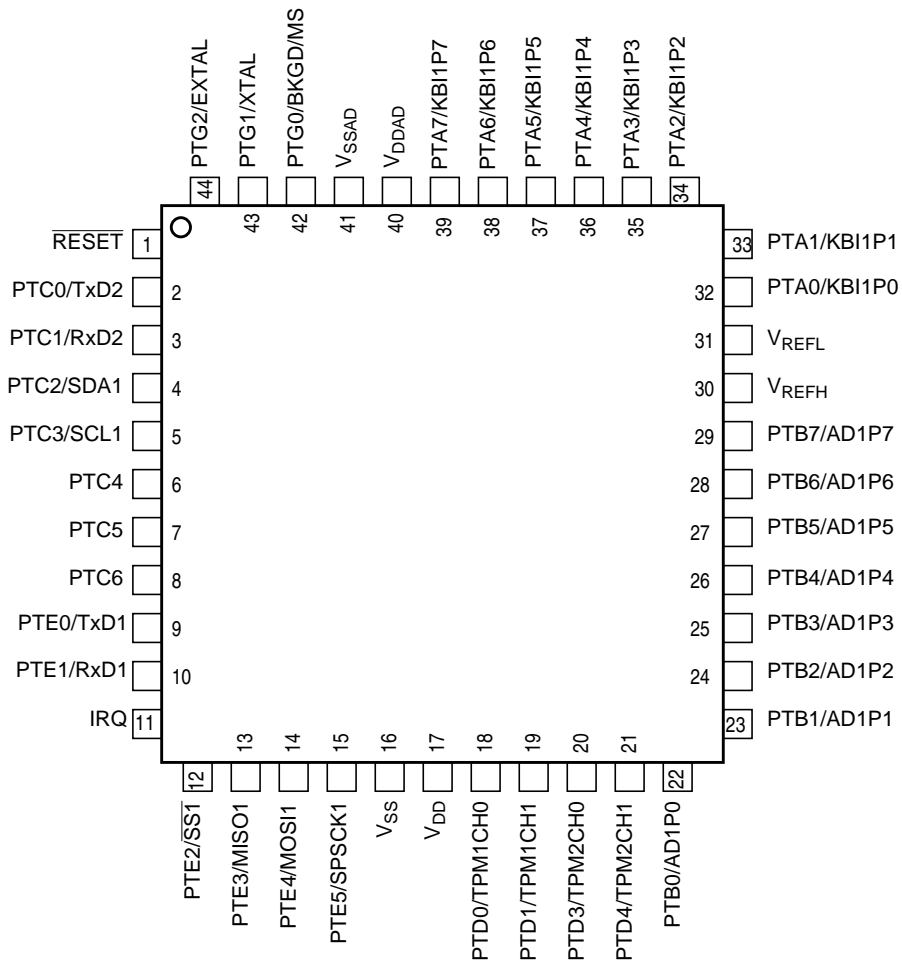 PTG2/EXTAL
PTG1/XTAL
PTG0/BKGD/MS
VSSAD
VDDAD
PTA7/KBI1P7
PTA6/KBI1P6
PTA5/KBI1P5
PTA4/KBI1P4
PTA3/KBI1P3
PTA2/KBI1P2
44
43
42
41
40
39
38
37
36
35
34
RESET 1
PTC0/TxD2 2
PTC1/RxD2 3
PTC2/SDA1 4
PTC3/SCL1 5
PTC4 6
PTC5 7
PTC6 8
PTE0/TxD1 9
PTE1/RxD1 10
IRQ 11
33 PTA1/KBI1P1
32 PTA0/KBI1P0
31 VREFL
30 VREFH
29 PTB7/AD1P7
28 PTB6/AD1P6
27 PTB5/AD1P5
26 PTB4/AD1P4
25 PTB3/AD1P3
24 PTB2/AD1P2
23 PTB1/AD1P1
12
13
14
15
16
17
18
19
20
21
22
PTE2/SS1
PTE3/MISO1
PTE4/MOSI1
PTE5/SPSCK1
VSS
VDD
PTD0/TPM1CH0
PTD1/TPM1CH1
PTD3/TPM2CH0
PTD4/TPM2CH1
PTB0/AD1P0